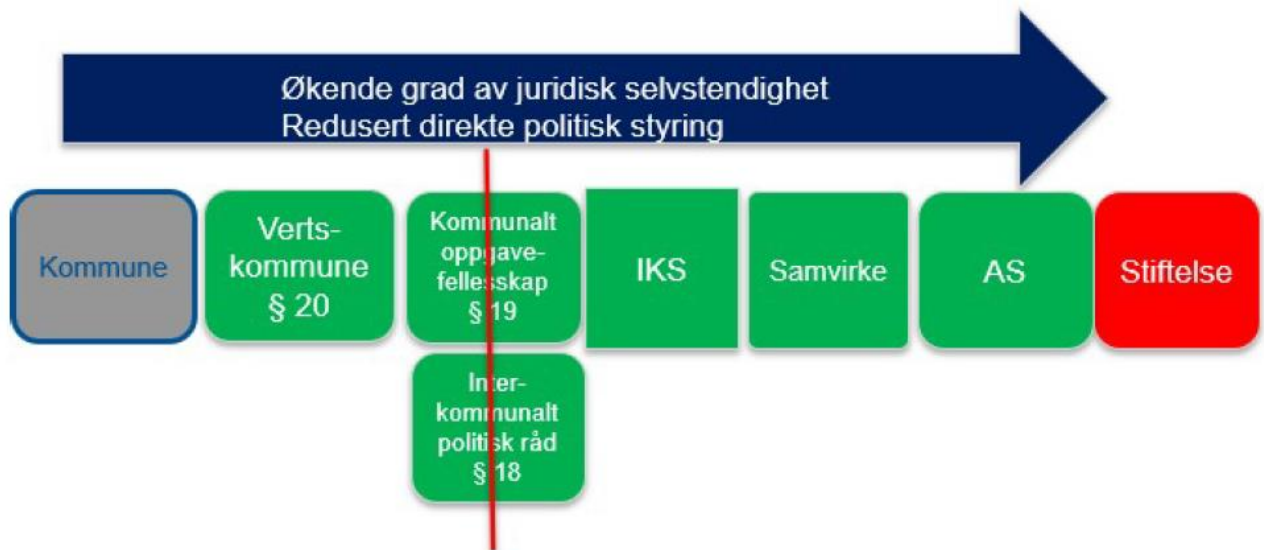 Økende grad av juridisk selvstendighet
Redusert direkte politisk styring
Kommune
Verts-
kommune
§ 20
Kommunalt
oppgave-
fellesskap
§ 19
IKS
Samvirke
AS
Stiftelse
Inter-
kommunalt
politisk råd
§ 18